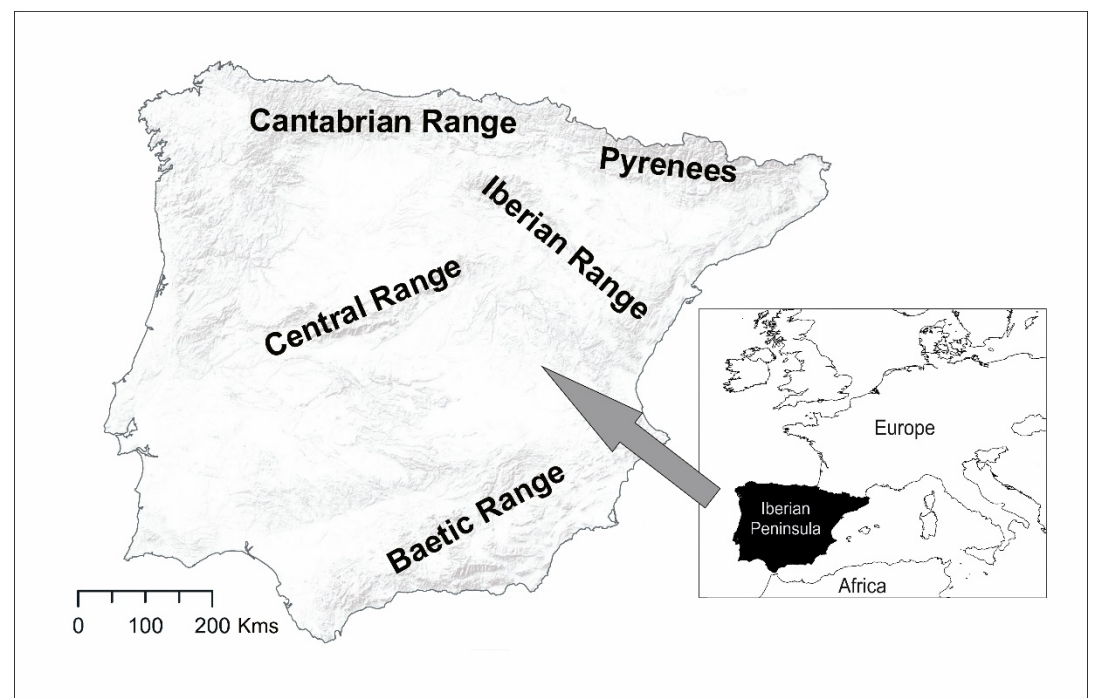 Cantabrian Range
Pyrenees
Iberian Range
Central Range
Baetic Range
Europe
Iberian
Peninsula
Africa
0 100 200 Kms